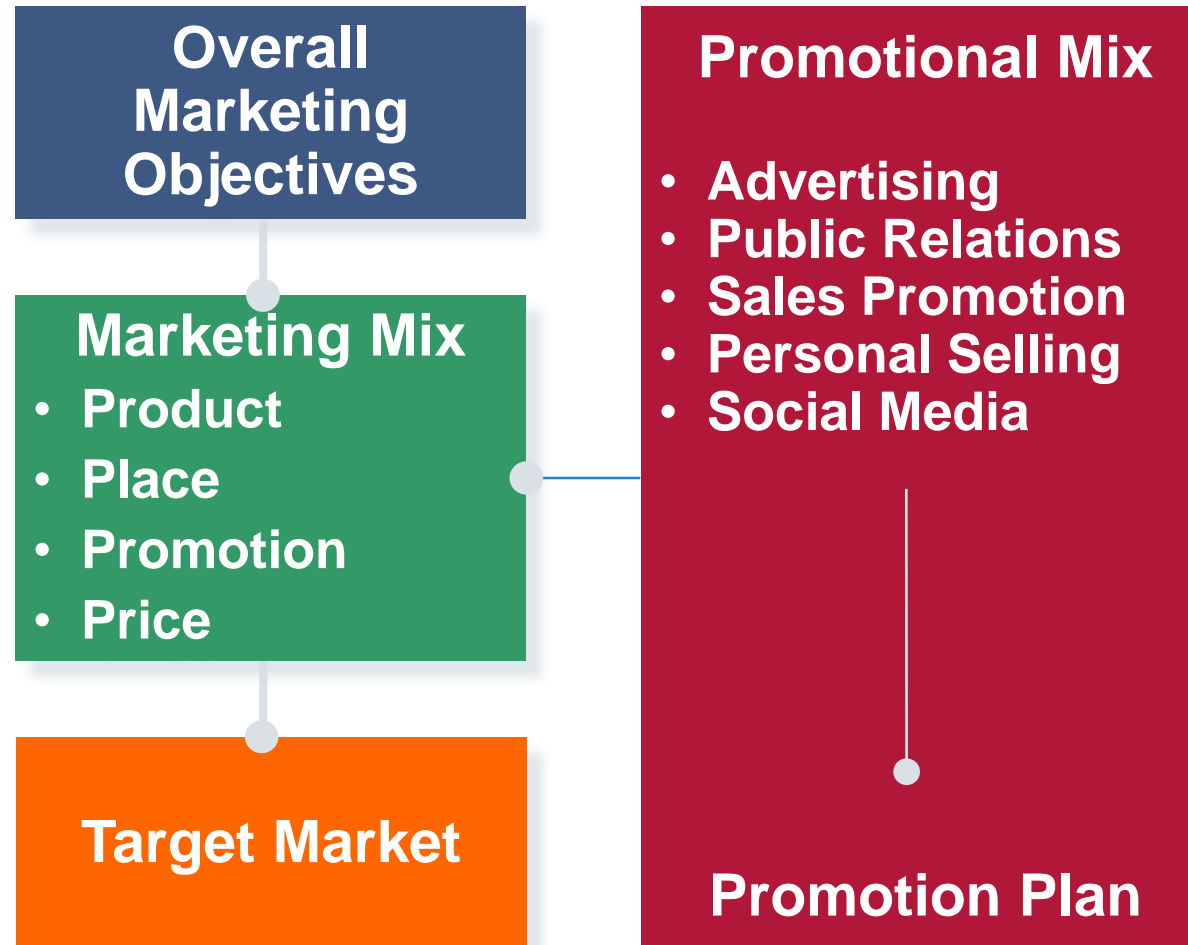 Overall
Marketing
Objectives
Marketing Mix
• Product
• Place
• Promotion
• Price
Target Market
Promotional Mix
• Advertising
• Public Relations
• Sales Promotion
• Personal Selling
• Social Media
Promotion Plan